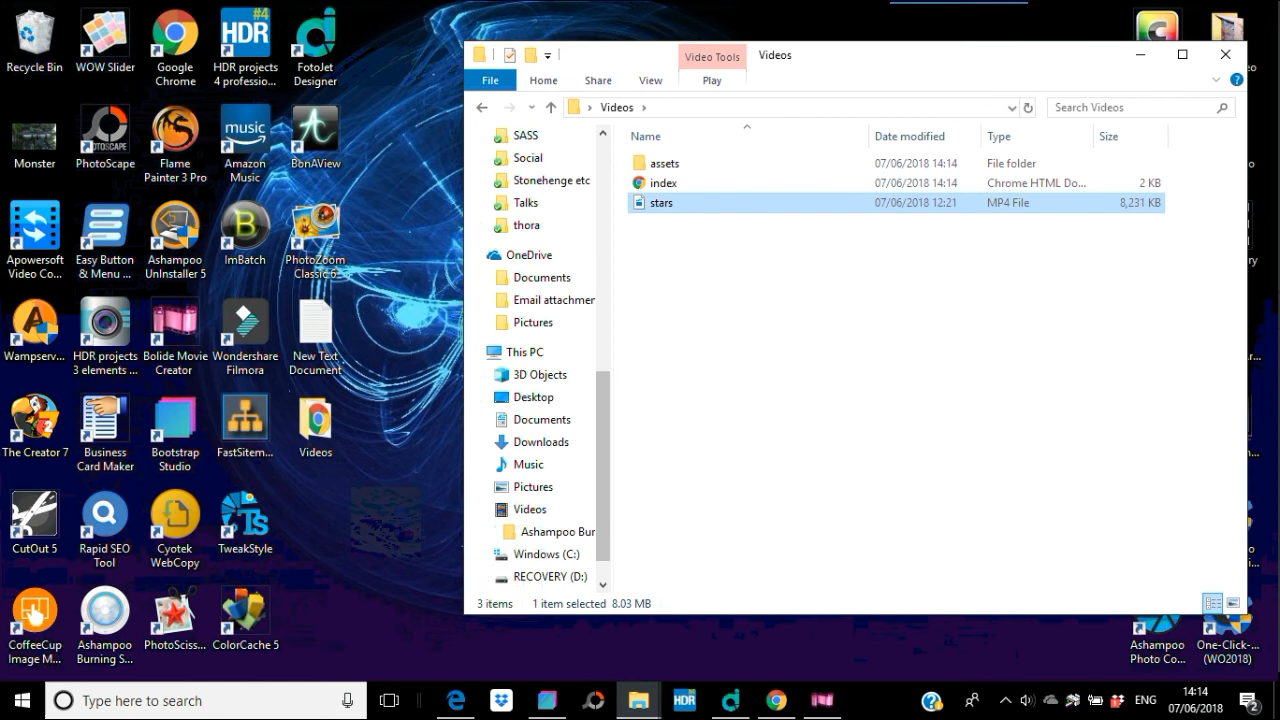 Recycle Bin
WOW Slider
Google
Chrome
#4
HDR
HDR projects
4 professio...
FotoJet
Designer
Monster
PHOTOSCAPE
PhotoScape
Flame
Painter 3 Pro
music
Amazon
Music
BonAView
Apowersoft
Video Co...
Easy Button
& Menu ...
Ashampoo
UnInstaller 5
ImBatch
PhotoZoom
Classic 6
Wampserv...
HDR projects
3 elements ...
Bolide Movie
Creator
Wondershare
Filmora
New Text
Document
The Creator 7
Business
Card Maker
Bootstrap
Studio
FastSitem...
Videos
CutOut 5
Rapid SEO
Tool
Cyotek
WebCopy
Ts
TweakStyle
CoffeeCup
Image M...
Ashampoo
Burning S...
PhotoSciss...
ColorCache 5
Video Tools
Videos
File
Home
Share
View
Play
Videos
Search Videos
SASS
Social
Stonehenge etc
Talks
thora
OneDrive
Documents
Email attachmen
Pictures
This PC
3D Objects
Desktop
Documents
Downloads
Music
Pictures
Videos
Ashampoo Bur
Windows (C:)
RECOVERY (D:)
Name Date modified Type Size
assets 07/06/2018 14:14 File folder
index 07/06/2018 14:14 Chrome HTML Do... 2 KB
stars 07/06/2018 12:21 MP4 File 8,231 KB
3 items 1 item selected 8.03 MB
Ashampoo
Photo Co...
One-Click-...
(WO2018)
Type here to search
HDR
ENG
14:14
07/06/2018
2